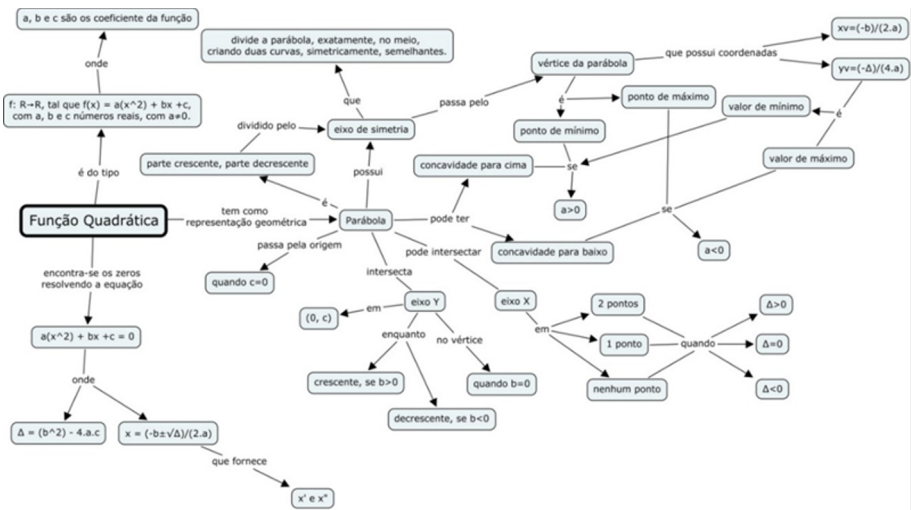 a, b e c são os coeficiente da função
onde
f: R→R, tal que f(x) = a(x^2) + bx +c,
com a, b e c números reais, com a≠0.
é do tipo
Função Quadrática
encontra-se os zeros
resolvendo a equação
a(x^2) + bx +c = 0
onde
Δ = (b^2) - 4.a.c
x = (-b±√Δ)/(2.a)
que fornece
x' e x"
tem como
representação geométrica
Parábola
é
parte crescente, parte decrescente
dividido pelo
possui
eixo de simetria
que
divide a parábola, exatamente, no meio,
criando duas curvas, simetricamente, semelhantes.
passa pelo
vértice da parábola
que possui coordenadas
xv=(-b)/(2.a)
yv=(-Δ)/(4.a)
é
ponto de máximo
ponto de mínimo
é
valor de mínimo
valor de máximo
pode ter
concavidade para cima
se
a>0
concavidade para baixo
se
a<0
passa pela origem
quando c=0
intersecta
eixo Y
em
(0, c)
enquanto
crescente, se b>0
decrescente, se b<0
no vértice
quando b=0
pode intersectar
eixo X
em
2 pontos
1 ponto
nenhum ponto
quando
Δ>0
Δ=0
Δ<0